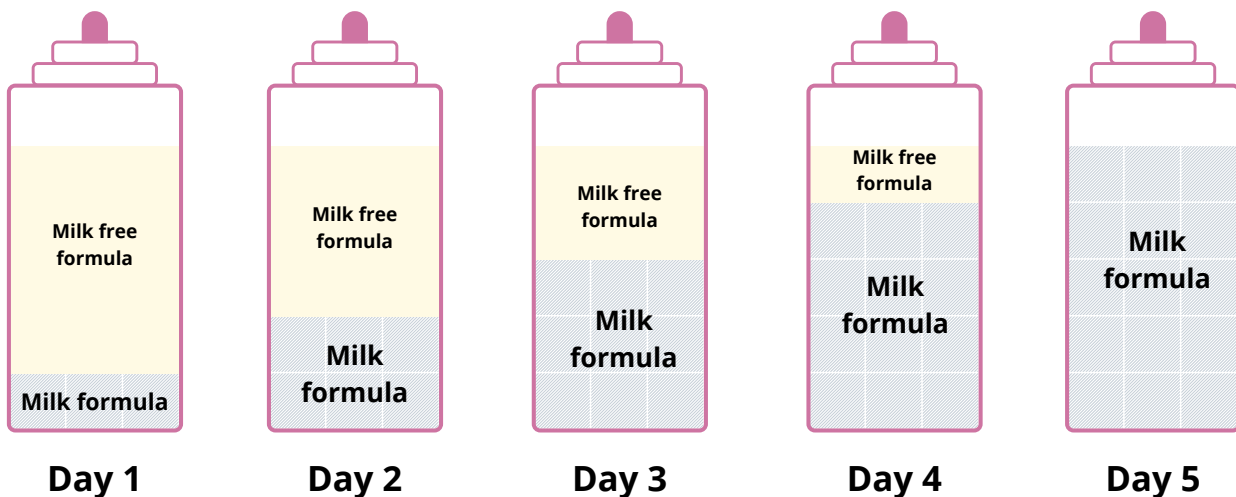 Milk free
formula
Milk formula
Day 1
Milk free
formula
Milk
formula
Day 2
Milk free
formula
Milk
formula
Day 3
Milk free
formula
Milk
formula
Day 4
Milk
formula
Day 5